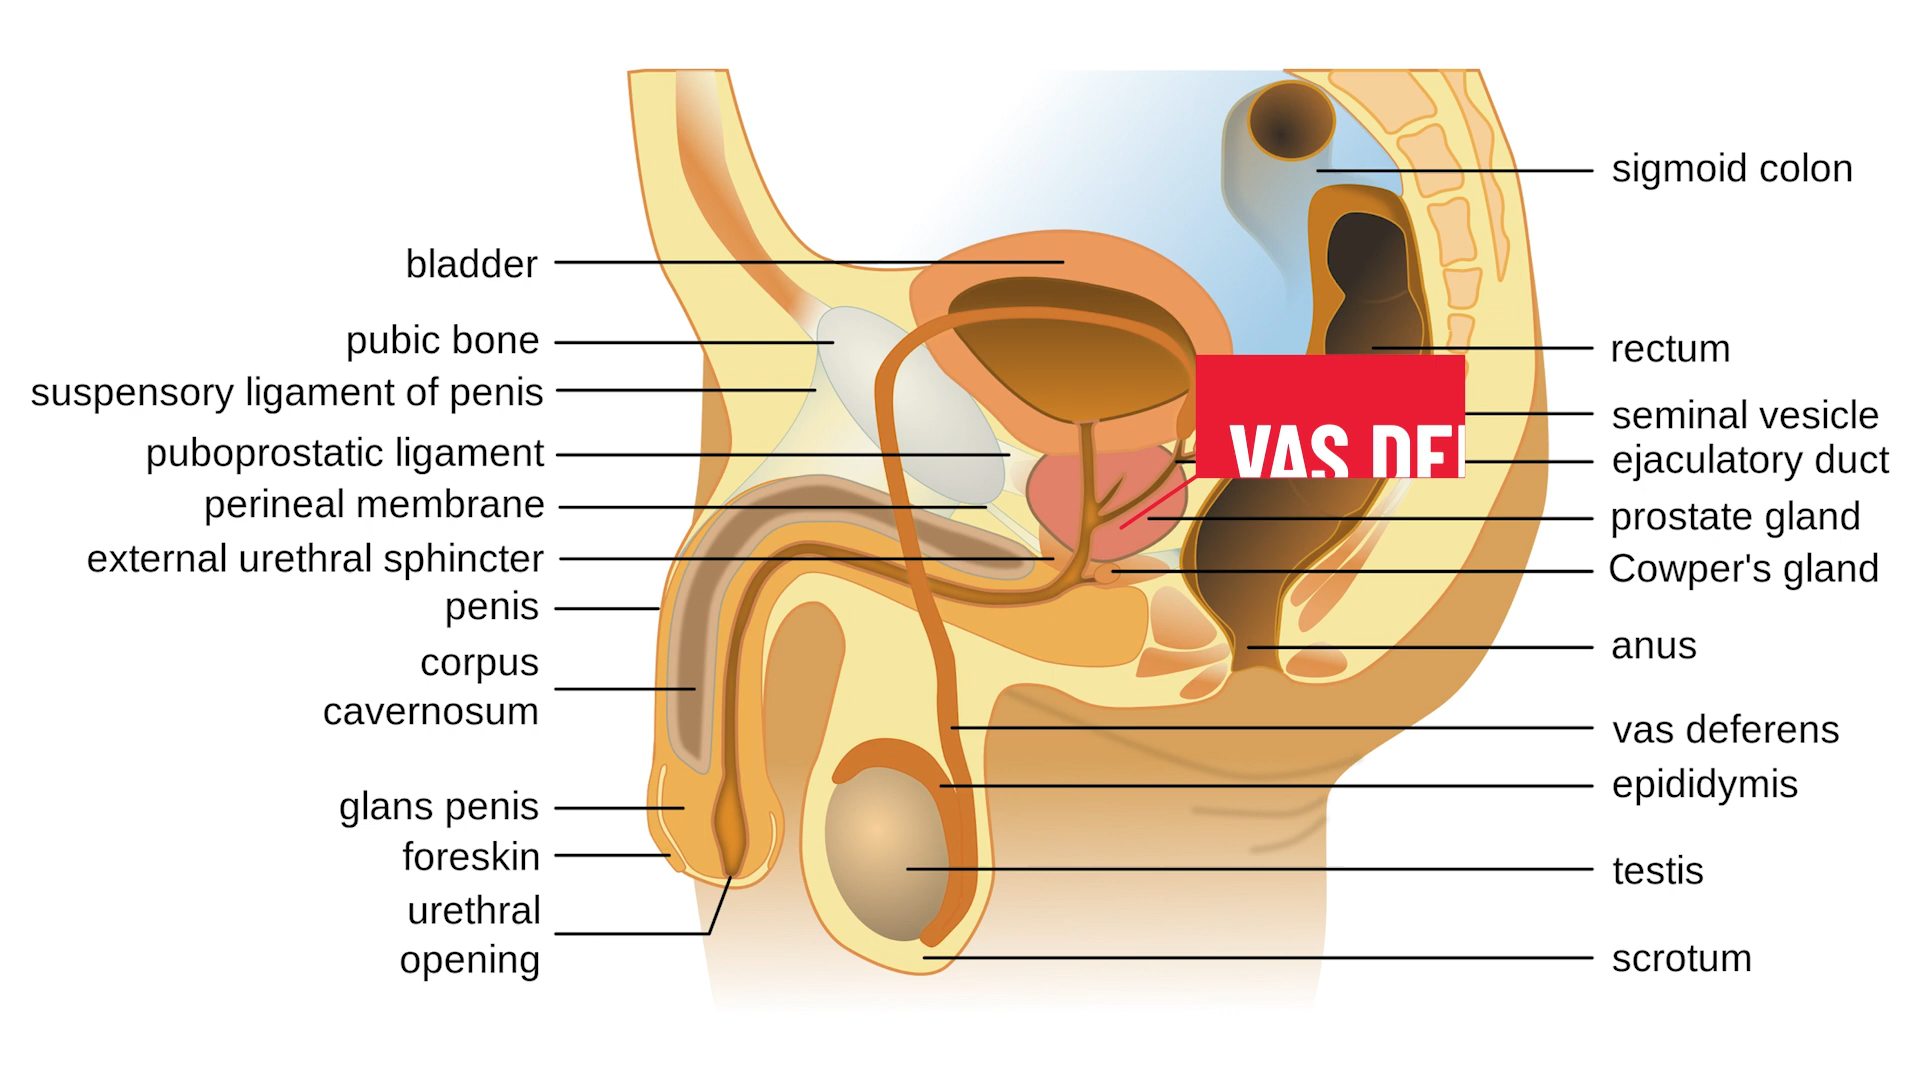 bladder
pubic bone
suspensory ligament of penis
puboprostatic ligament
perineal membrane
external urethral sphincter
penis
corpus
cavernosum
glans penis
foreskin
urethral
opening
VAS DE
sigmoid colon
rectum
seminal vesicle
ejaculatory duct
prostate gland
Cowper's gland
anus
vas deferens
epididymis
testis
scrotum